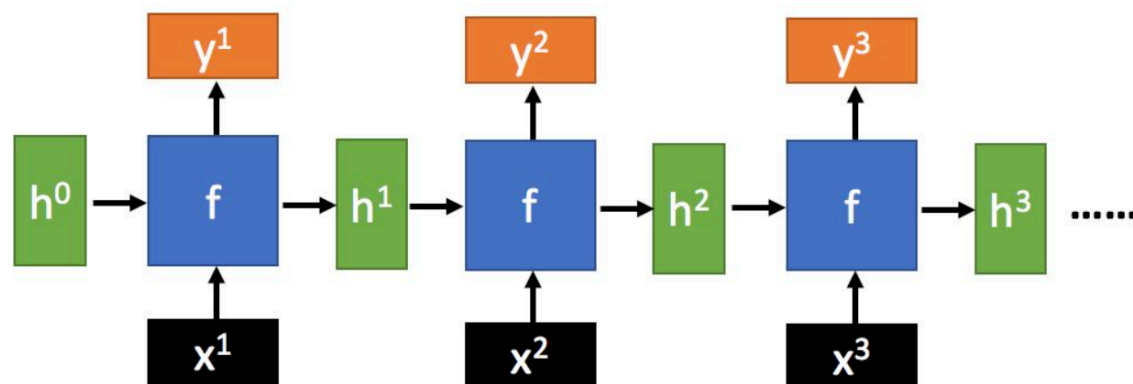 y¹ y² y³
h⁰ f h¹ f h² f h³ ......
x¹ x² x³